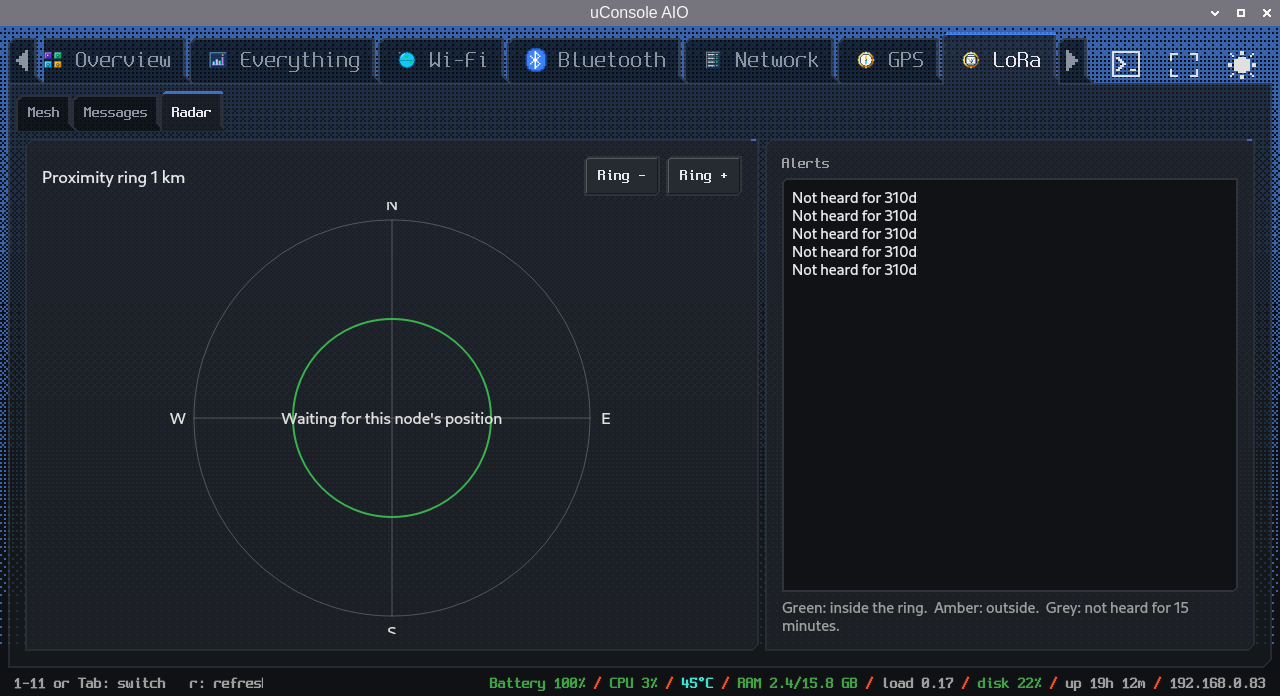 uConsole AIO
Overview Everything Wi-Fi Bluetooth Network GPS LoRa
Mesh Messages Radar
Proximity ring 1 km
Ring - Ring +
N
W
Waiting for this node's position
E
S
Alerts
Not heard for 310d
Not heard for 310d
Not heard for 310d
Not heard for 310d
Not heard for 310d
Green: inside the ring. Amber: outside. Grey: not heard for 15
minutes.
1-11 or Tab: switch r: refres
Battery 100% / CPU 3% / 45°C / RAM 2.4/15.8 GB / load 0.17 / disk 22% / up 19h 12m / 192.168.0.83